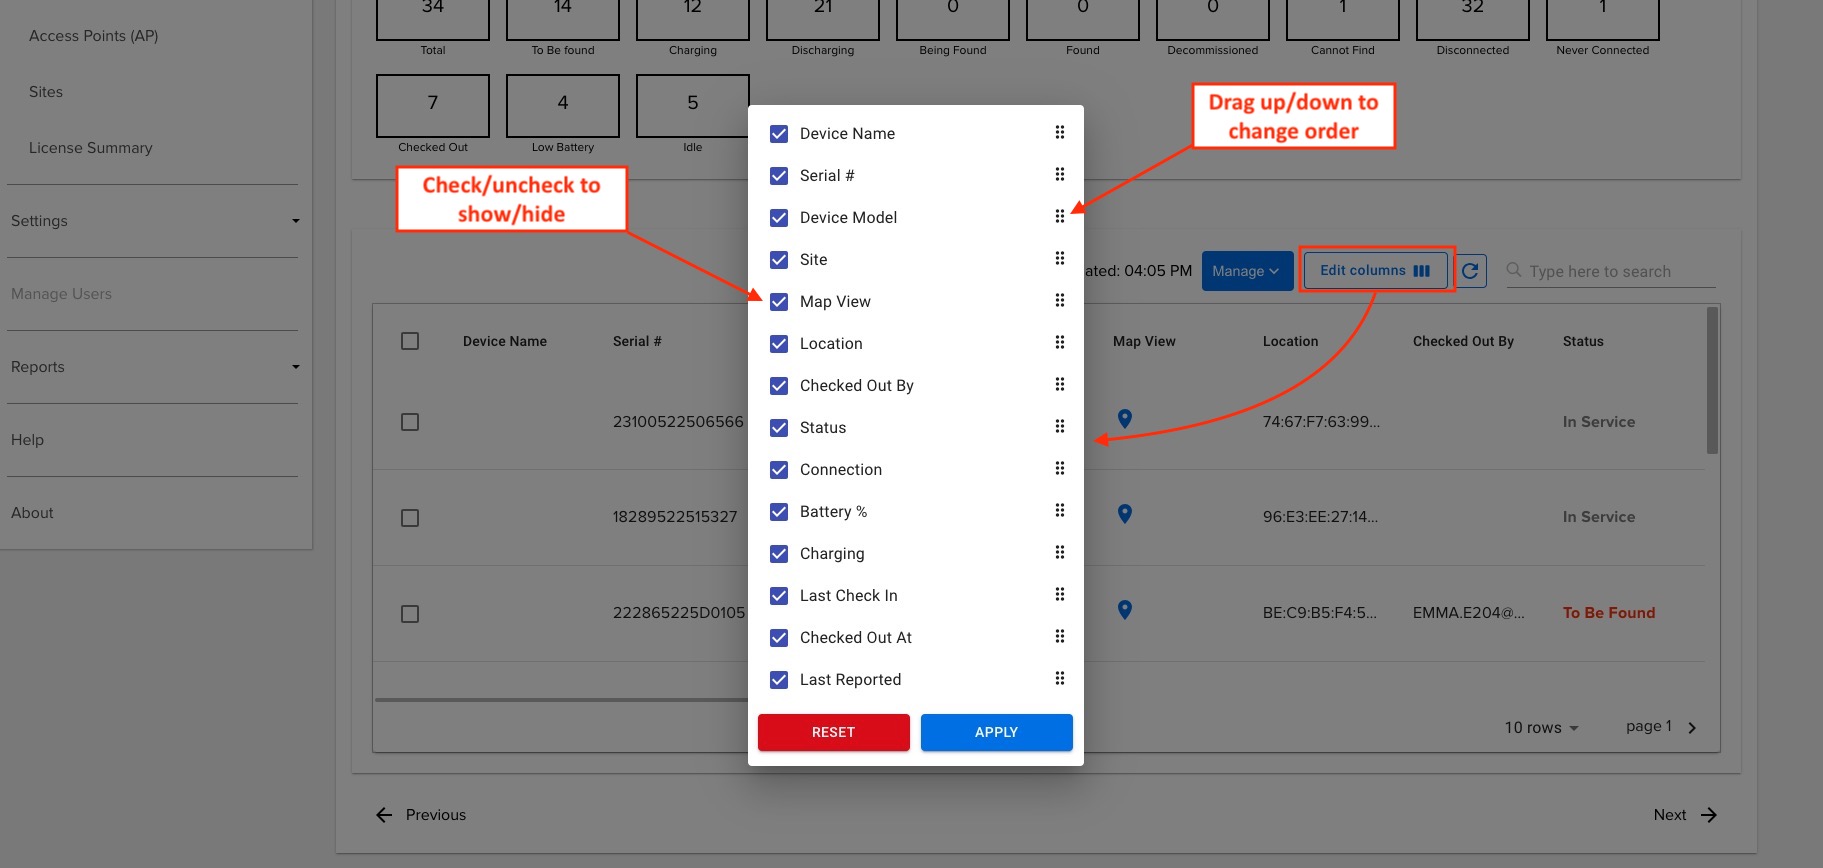 Access Points (AP)
Sites
License Summary
Settings
Manage Users
Reports
Help
About
34
14
12
21
0
0
0
1
32
1
Total
To Be found
Charging
Discharging
Being Found
Found
Decommissioned
Cannot Find
Disconnected
Never Connected
7
4
5
Checked Out
Low Battery
Idle
Drag up/down to
change order
Check/uncheck to
show/hide
Device Name
Serial #
Device Model
Site
Map View
Location
Checked Out By
Status
Connection
Battery %
Charging
Last Check In
Checked Out At
Last Reported
RESET
APPLY
ated: 04:05 PM
Manage
Edit columns
Type here to search
Device Name
Serial #
Map View
Location
Checked Out By
Status
23100522506566
74:67:F7:63:99...
In Service
18289522515327
96:E3:EE:27:14...
In Service
222865225D0105
BE:C9:B5:F4:5...
EMMA.E204@...
To Be Found
10 rows
page 1
Previous
Next